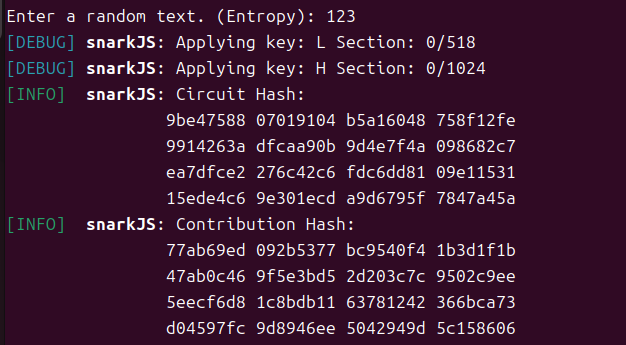 Enter a random text. (Entropy): 123
[DEBUG] snarkJS: Applying key: L Section: 0/518
[DEBUG] snarkJS: Applying key: H Section: 0/1024
[INFO] snarkJS: Circuit Hash:
9be47588 07019104 b5a16048 758f12fe
9914263a dfcaa90b 9d4e7f4a 098682c7
ea7dfce2 276c42c6 fdc6dd81 09e11531
15ede4c6 9e301ecd a9d6795f 7847a45a
[INFO] snarkJS: Contribution Hash:
77ab69ed 092b5377 bc9540f4 1b3d1f1b
47ab0c46 9f5e3bd5 2d203c7c 9502c9ee
5eecf6d8 1c8bdb11 63781242 366bca73
d04597fc 9d8946ee 5042949d 5c158606